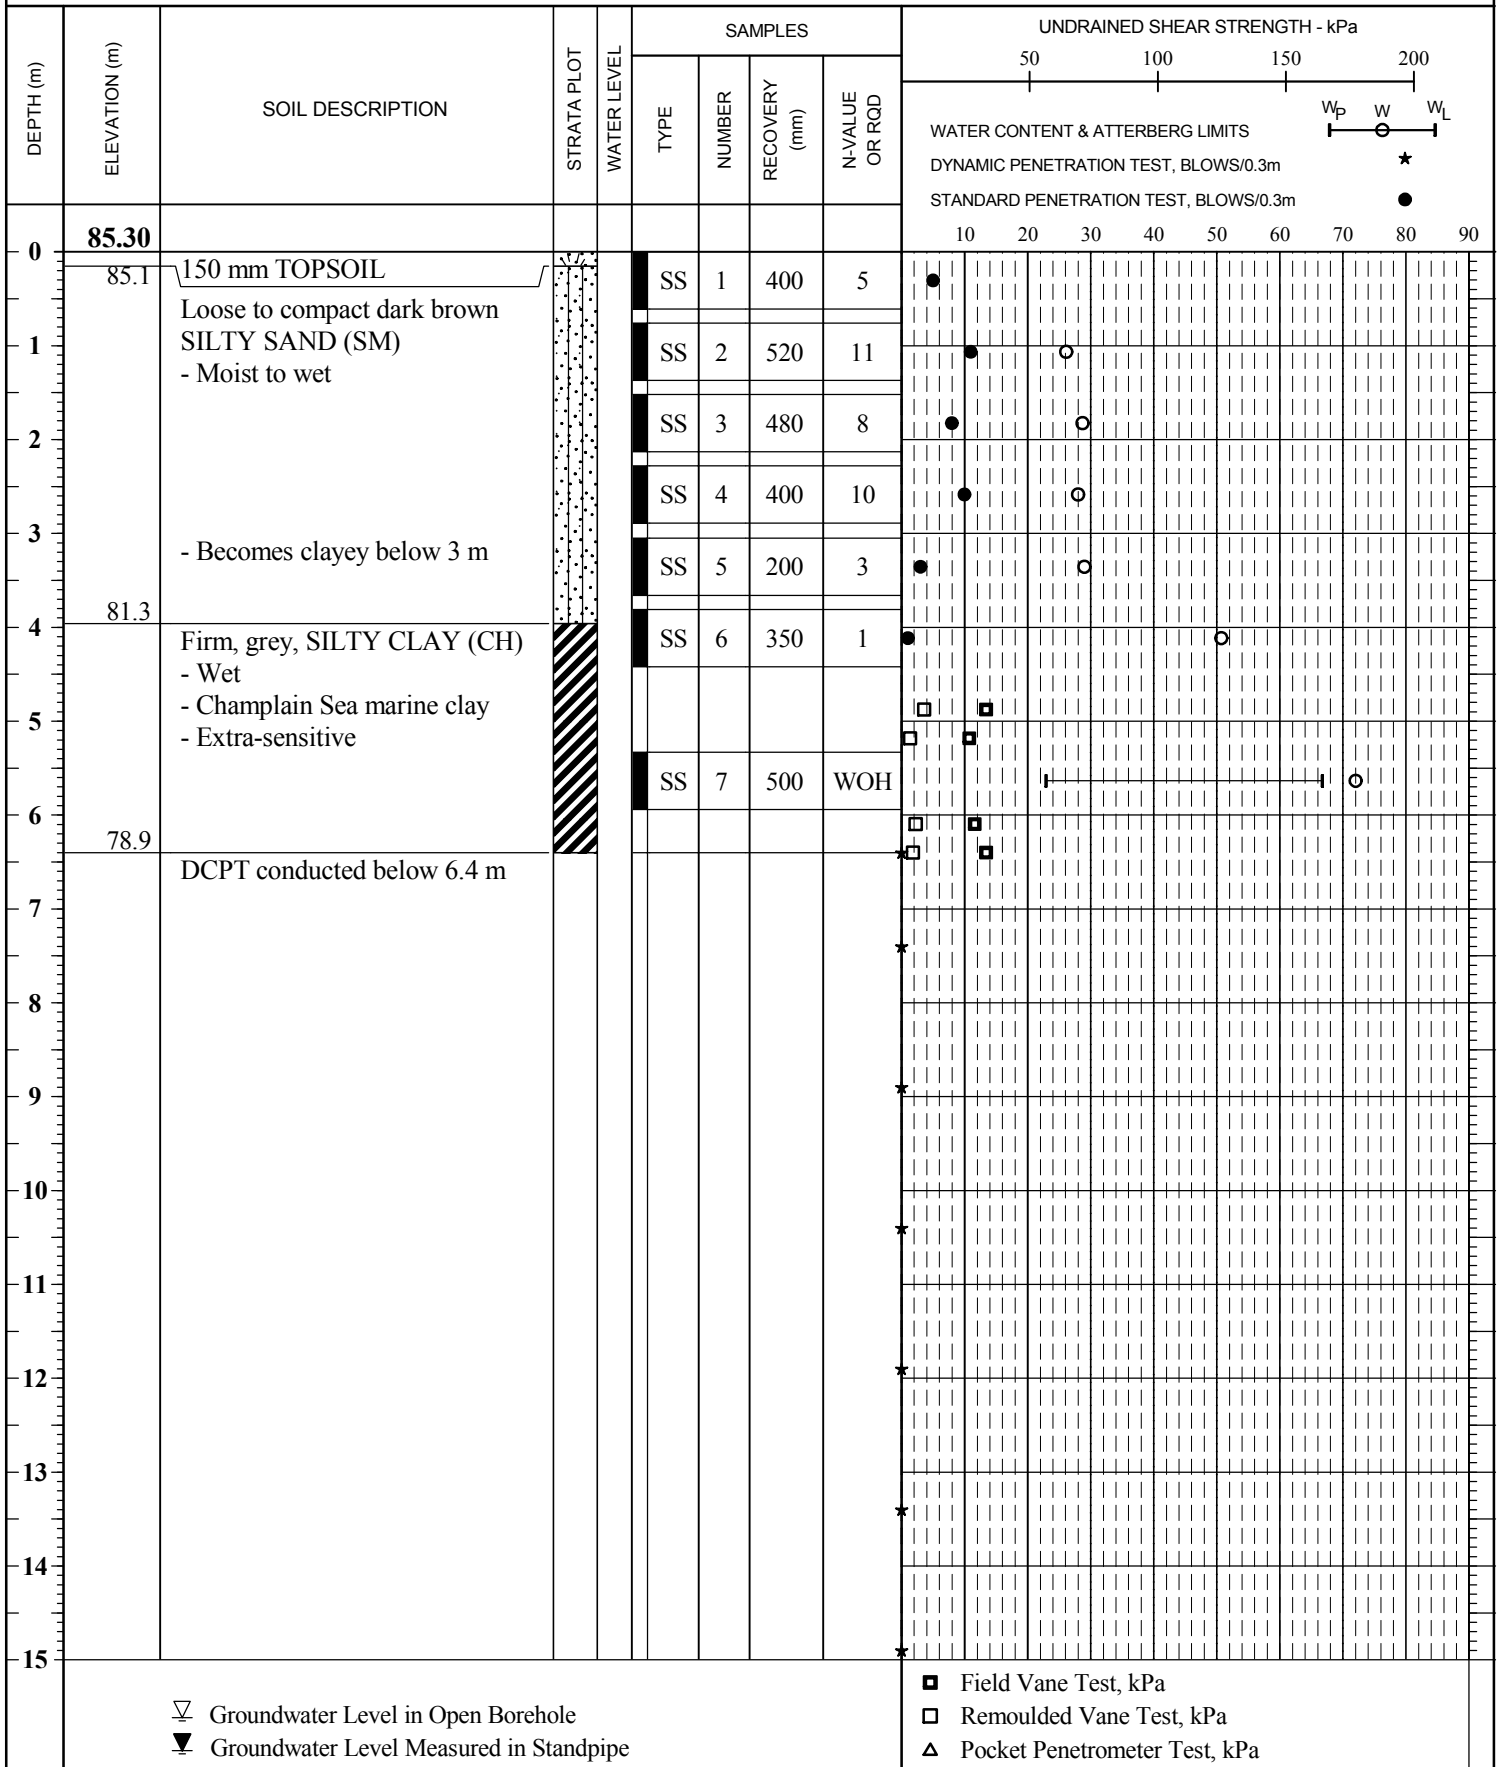 DEPTH (m)
ELEVATION (m)
SOIL DESCRIPTION
STRATA PLOT
WATER LEVEL
SAMPLES
TYPE
NUMBER
RECOVERY
(mm)
N-VALUE
OR RQD
UNDRAINED SHEAR STRENGTH - kPa
50 100 150 200
WATER CONTENT & ATTERBERG LIMITS
WP W WL
DYNAMIC PENETRATION TEST, BLOWS/0.3m ★
STANDARD PENETRATION TEST, BLOWS/0.3m ●
10 20 30 40 50 60 70 80 90
0 85.30
85.1 150 mm TOPSOIL
SS 1 400 5
Loose to compact dark brown
SILTY SAND (SM)
1
SS 2 520 11
- Moist to wet
SS 3 480 8
2
SS 4 400 10
3
- Becomes clayey below 3 m
SS 5 200 3
81.3
4
Firm, grey, SILTY CLAY (CH)
SS 6 350 1
- Wet
- Champlain Sea marine clay
5
- Extra-sensitive
SS 7 500 WOH
6
78.9
DCPT conducted below 6.4 m
7
8
9
10
11
12
13
14
15
Field Vane Test, kPa
Groundwater Level in Open Borehole
Remoulded Vane Test, kPa
Groundwater Level Measured in Standpipe
Pocket Penetrometer Test, kPa